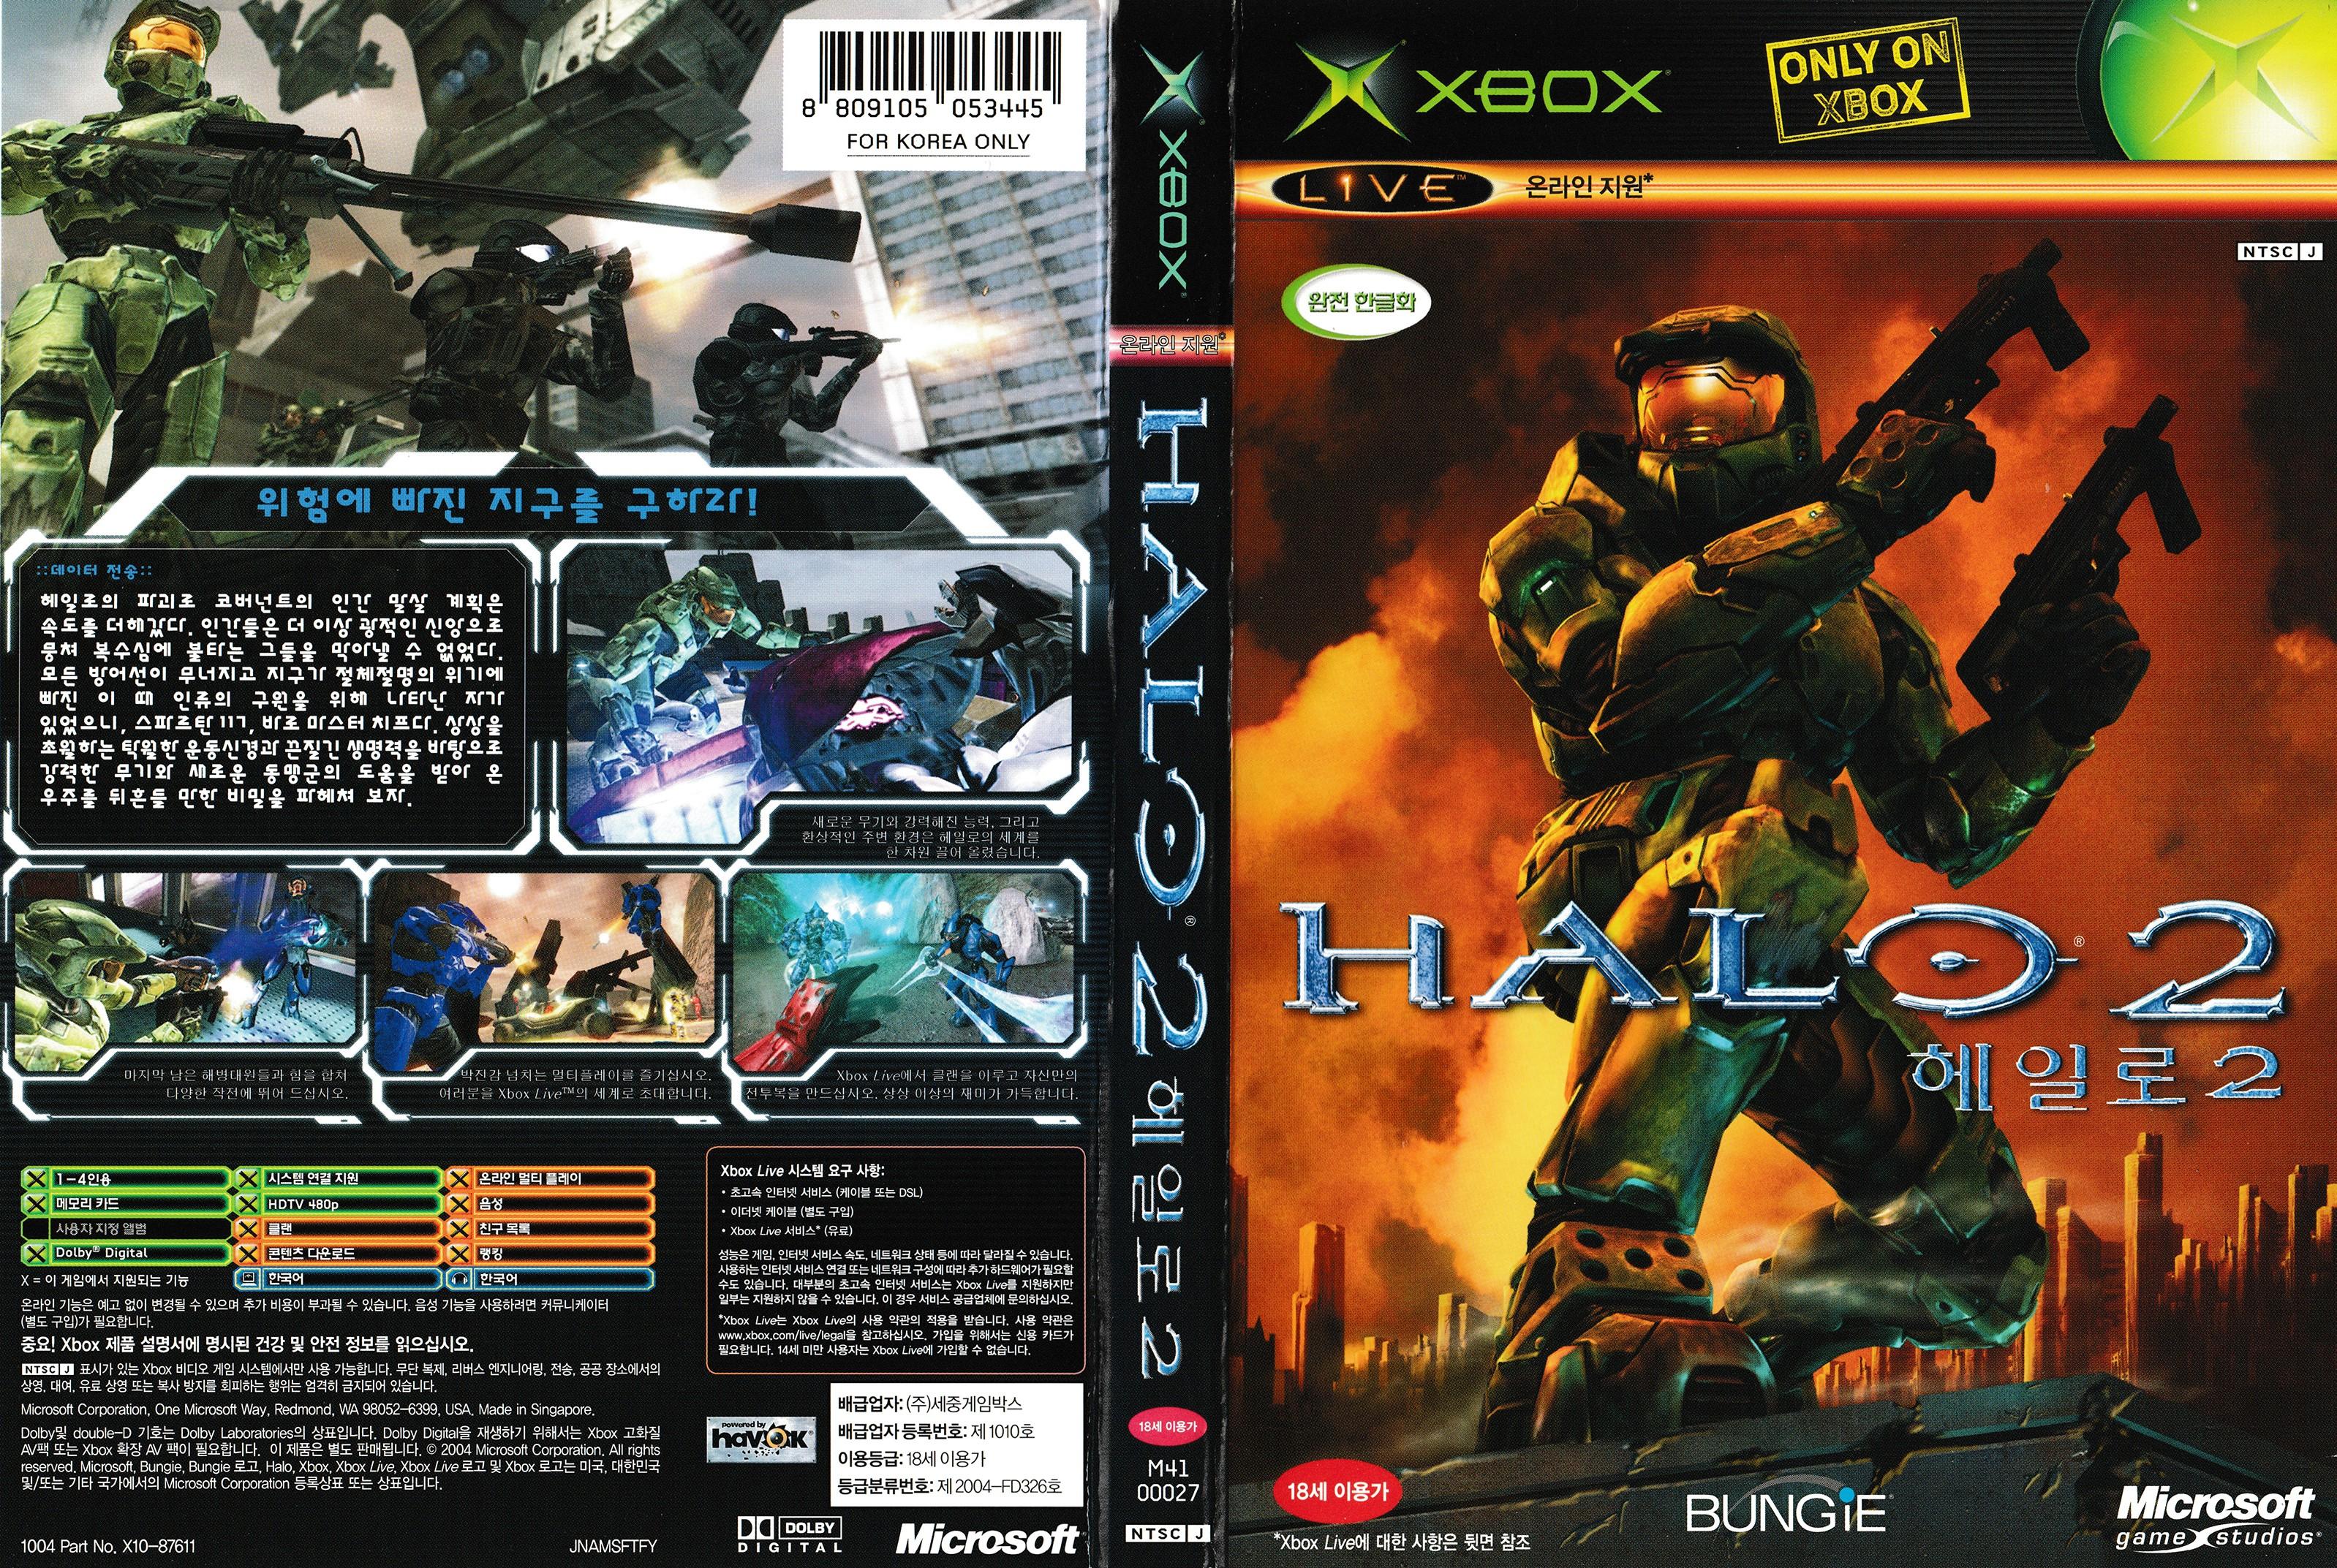 8 809105 053445
FOR KOREA ONLY
위험에 빠진 지구를 구하라!
::데이터 전송::
헤일로의 파괴로 코버넌트의 인간 말살 계획은
속도를 더해갔다. 인간들은 더 이상 광적인 신앙으로
뭉쳐 복수심에 불타는 그들을 막아낼 수 없었다.
모든 방어선이 무너지고 지구가 절체절명의 위기에
빠진 이 때 인류의 구원을 위해 나타난 자가
있었으니, 스파르탄 117, 바로 마스터 치프다. 상상을
초월하는 탁월한 운동신경과 끈질긴 생명력을 바탕으로
강력한 무기와 새로운 동맹군의 도움을 받아 온
우주를 뒤흔들 만한 비밀을 파헤쳐 보자.
새로운 무기와 강력해진 능력, 그리고
환상적인 주변 환경은 헤일로의 세계를
한 차원 끌어 올렸습니다.
마지막 남은 해병대원들과 힘을 합쳐
다양한 작전에 뛰어 드십시오.
박진감 넘치는 멀티플레이를 즐기십시오.
여러분을 Xbox Live™의 세계로 초대합니다.
Xbox Live에서 클랜을 이루고 자신만의
전투복을 만드십시오. 상상 이상의 재미가 가득합니다.
1-4인용
시스템 연결 지원
온라인 멀티 플레이
메모리 카드
HDTV 480p
음성
사용자 지정 앨범
클랜
친구 목록
Dolby® Digital
콘텐츠 다운로드
랭킹
X = 이 게임에서 지원되는 기능
한국어
한국어
온라인 기능은 예고 없이 변경될 수 있으며 추가 비용이 부과될 수 있습니다. 음성 기능을 사용하려면 커뮤니케이터
(별도 구입)가 필요합니다.
중요! Xbox 제품 설명서에 명시된 건강 및 안전 정보를 읽으십시오.
NTSC J 표시가 있는 Xbox 비디오 게임 시스템에서만 사용 가능합니다. 무단 복제, 리버스 엔지니어링, 전송, 공공 장소에서의
상영, 대여, 유료 상영 또는 복사 방지를 회피하는 행위는 엄격히 금지되어 있습니다.
Microsoft Corporation, One Microsoft Way, Redmond, WA 98052-6399, USA. Made in Singapore.
Dolby및 double-D 기호는 Dolby Laboratories의 상표입니다. Dolby Digital을 재생하기 위해서는 Xbox 고화질
AV팩 또는 Xbox 확장 AV 팩이 필요합니다. 이 제품은 별도 판매됩니다. © 2004 Microsoft Corporation. All rights
reserved. Microsoft, Bungie, Bungie 로고, Halo, Xbox, Xbox Live, Xbox Live 로고 및 Xbox 로고는 미국, 대한민국
및/또는 기타 국가에서의 Microsoft Corporation 등록상표 또는 상표입니다.
1004 Part No. X10-87611
JNAMSFTFY
Xbox Live 시스템 요구 사항:
• 초고속 인터넷 서비스 (케이블 또는 DSL)
• 이더넷 케이블 (별도 구입)
• Xbox Live 서비스* (유료)
성능은 게임, 인터넷 서비스 속도, 네트워크 상태 등에 따라 달라질 수 있습니다.
사용하는 인터넷 서비스 연결 또는 네트워크 구성에 따라 추가 하드웨어가 필요할
수도 있습니다. 대부분의 초고속 인터넷 서비스는 Xbox Live를 지원하지만
일부는 지원하지 않을 수 있습니다. 이 경우 서비스 공급업체에 문의하십시오.
*Xbox Live는 Xbox Live의 사용 약관의 적용을 받습니다. 사용 약관은
www.xbox.com/live/legal을 참고하십시오. 가입을 위해서는 신용 카드가
필요합니다. 14세 미만 사용자는 Xbox Live에 가입할 수 없습니다.
powered by
havok
배급업자: (주)세중게임박스
배급업자 등록번호: 제 1010호
이용등급: 18세 이용가
등급분류번호: 제 2004-FD326호
DOLBY
DIGITAL
Microsoft
XBOX
온라인 지원*
HALO® 2 헤일로 2
18세 이용가
M41
00027
NTSC J
XBOX
ONLY ON
XBOX
LIVE™
온라인 지원*
NTSC J
완전 한글화
HALO® 2
헤일로 2
18세 이용가
*Xbox Live에 대한 사항은 뒷면 참조
BUNGiE
Microsoft
game studios